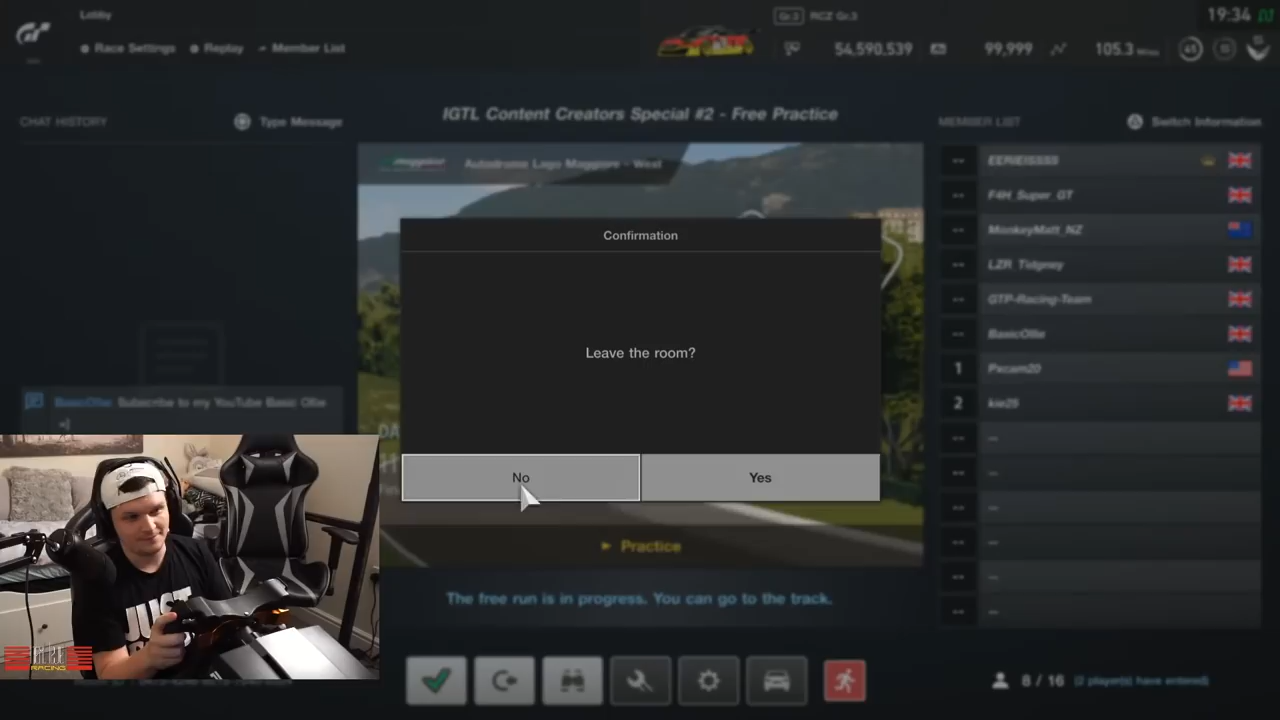 Lobby
Gr.3 RCZ Gr.3
19:34
Race Settings Replay Member List
54,590,539 99,999 105.3
CHAT HISTORY Type Message
IGTL Content Creators Special #2 - Free Practice
MEMBER LIST Switch Information
Autodrome Lago Maggiore - West
-- EERIEISSSS
-- F4H_Super_GT
-- MonkeyMatt_NZ
-- LZR_Tidgney
-- GTP-Racing-Team
-- BasicOllie
1 Pxcam20
2 kie25
Confirmation
Leave the room?
No Yes
BasicOllie: Subscribe to my YouTube Basic Ollie
=]
Practice
The free run is in progress. You can go to the track.
JUST
RACING
8 / 16 (2 player(s) have entered)